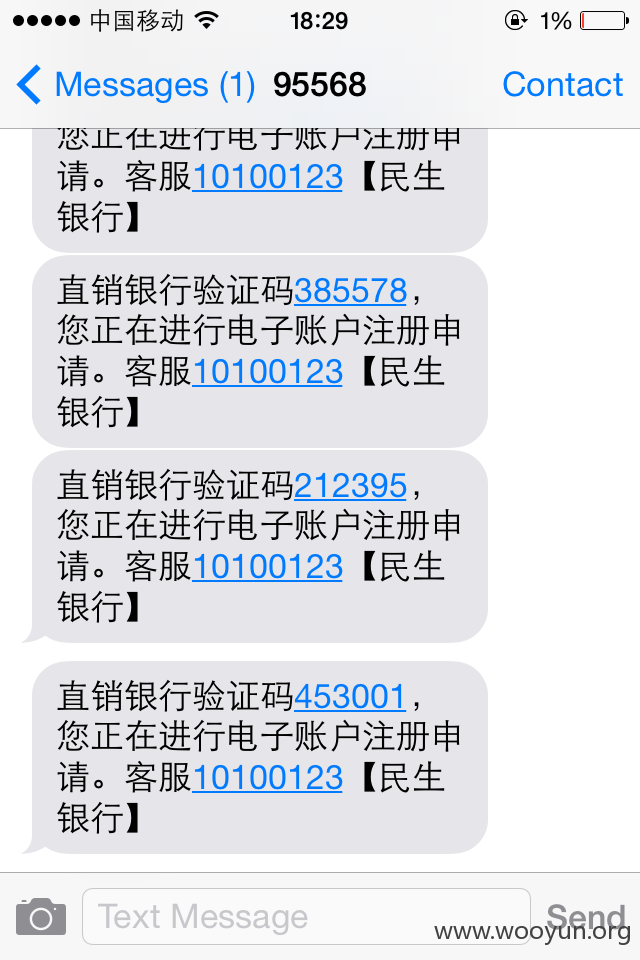 中国移动 18:29 1%
Messages (1) 95568 Contact
您正在进行电子账户注册申
请。客服10100123【民生
银行】
直销银行验证码385578，
您正在进行电子账户注册申
请。客服10100123【民生
银行】
直销银行验证码212395，
您正在进行电子账户注册申
请。客服10100123【民生
银行】
直销银行验证码453001，
您正在进行电子账户注册申
请。客服10100123【民生
银行】
Text Message Send
www.wooyun.org